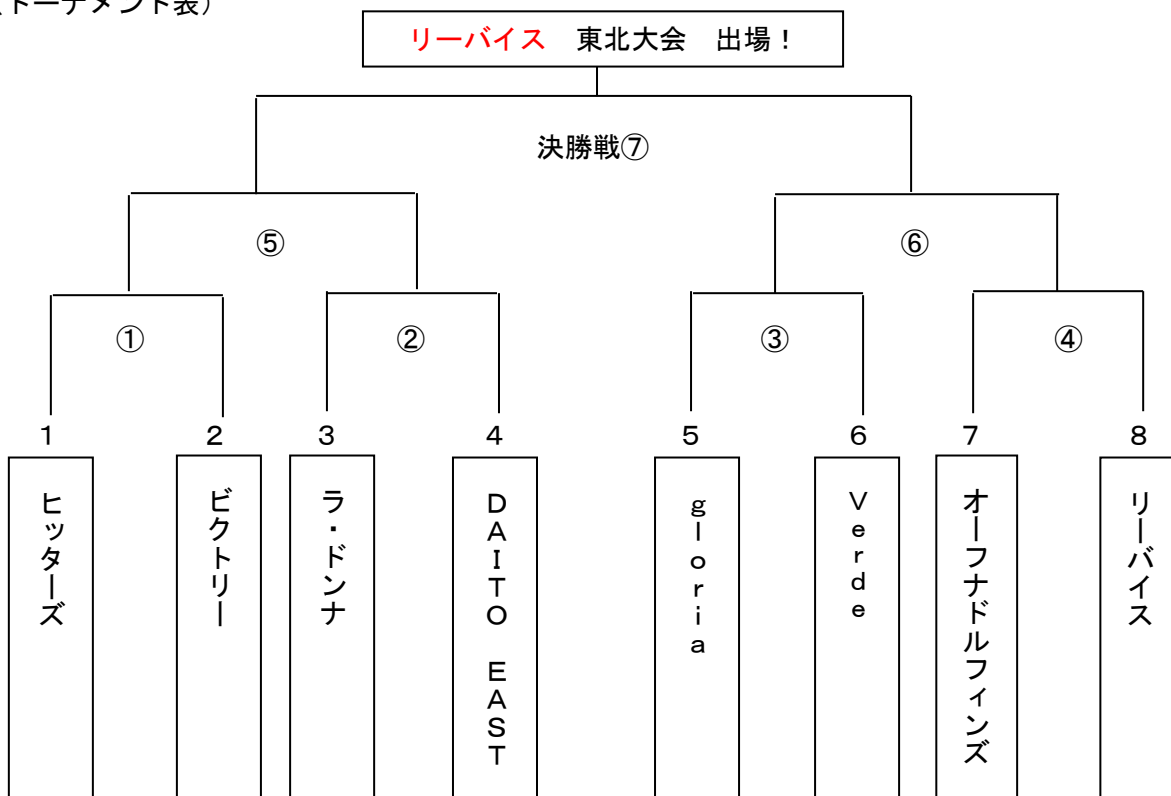 (トーナメント表)
リーバイス　東北大会　出場！
決勝戦⑦
⑤
⑥
①
②
③
④
1
2
3
4
5
6
7
8
ヒッターズ
ビクトリー
ラ・ドンナ
DAITO EAST
gloria
Verde
オーフナドルフィンズ
リーバイス